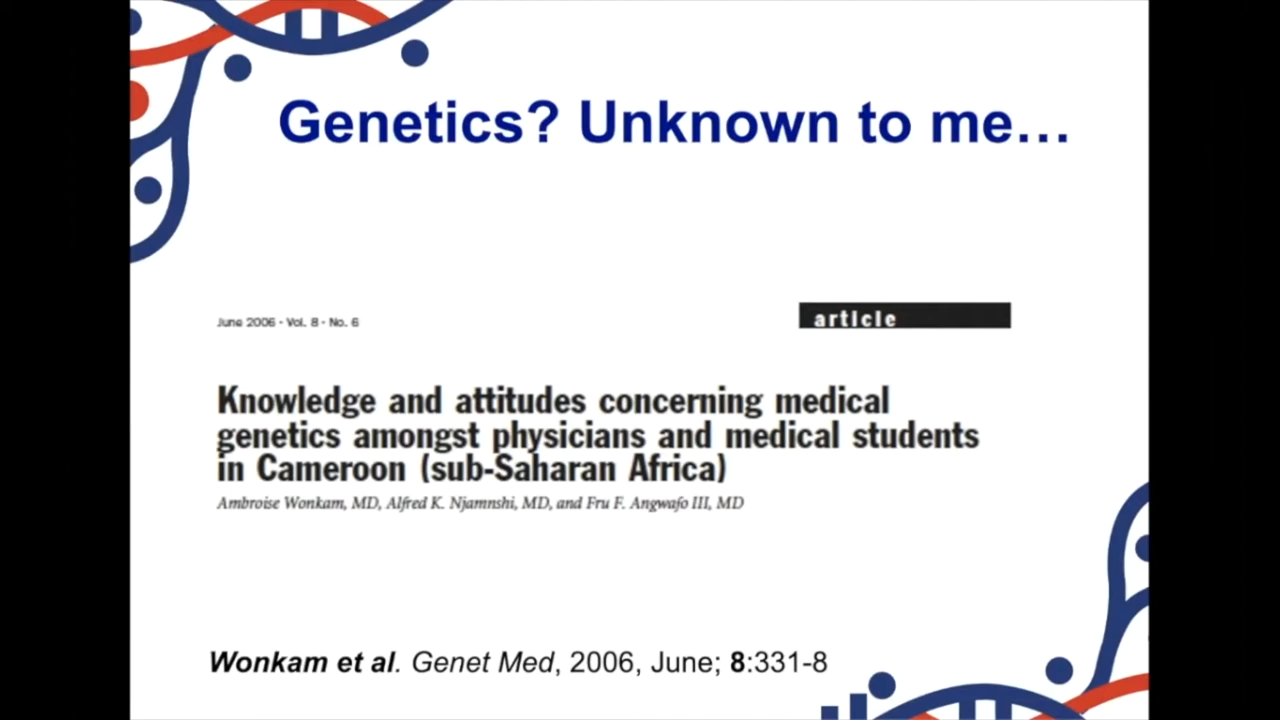 Genetics? Unknown to me…
June 2006 · Vol. 8 · No. 6
article
Knowledge and attitudes concerning medical
genetics amongst physicians and medical students
in Cameroon (sub-Saharan Africa)
Ambroise Wonkam, MD, Alfred K. Njamnshi, MD, and Fru F. Angwafo III, MD
Wonkam et al. Genet Med, 2006, June; 8:331-8